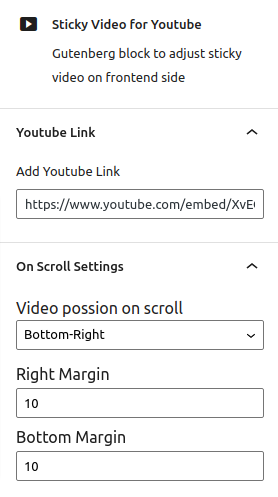 Sticky Video for Youtube
Gutenberg block to adjust sticky
video on frontend side
Youtube Link
Add Youtube Link
https://www.youtube.com/embed/XvE
On Scroll Settings
Video possion on scroll
Bottom-Right
Right Margin
10
Bottom Margin
10